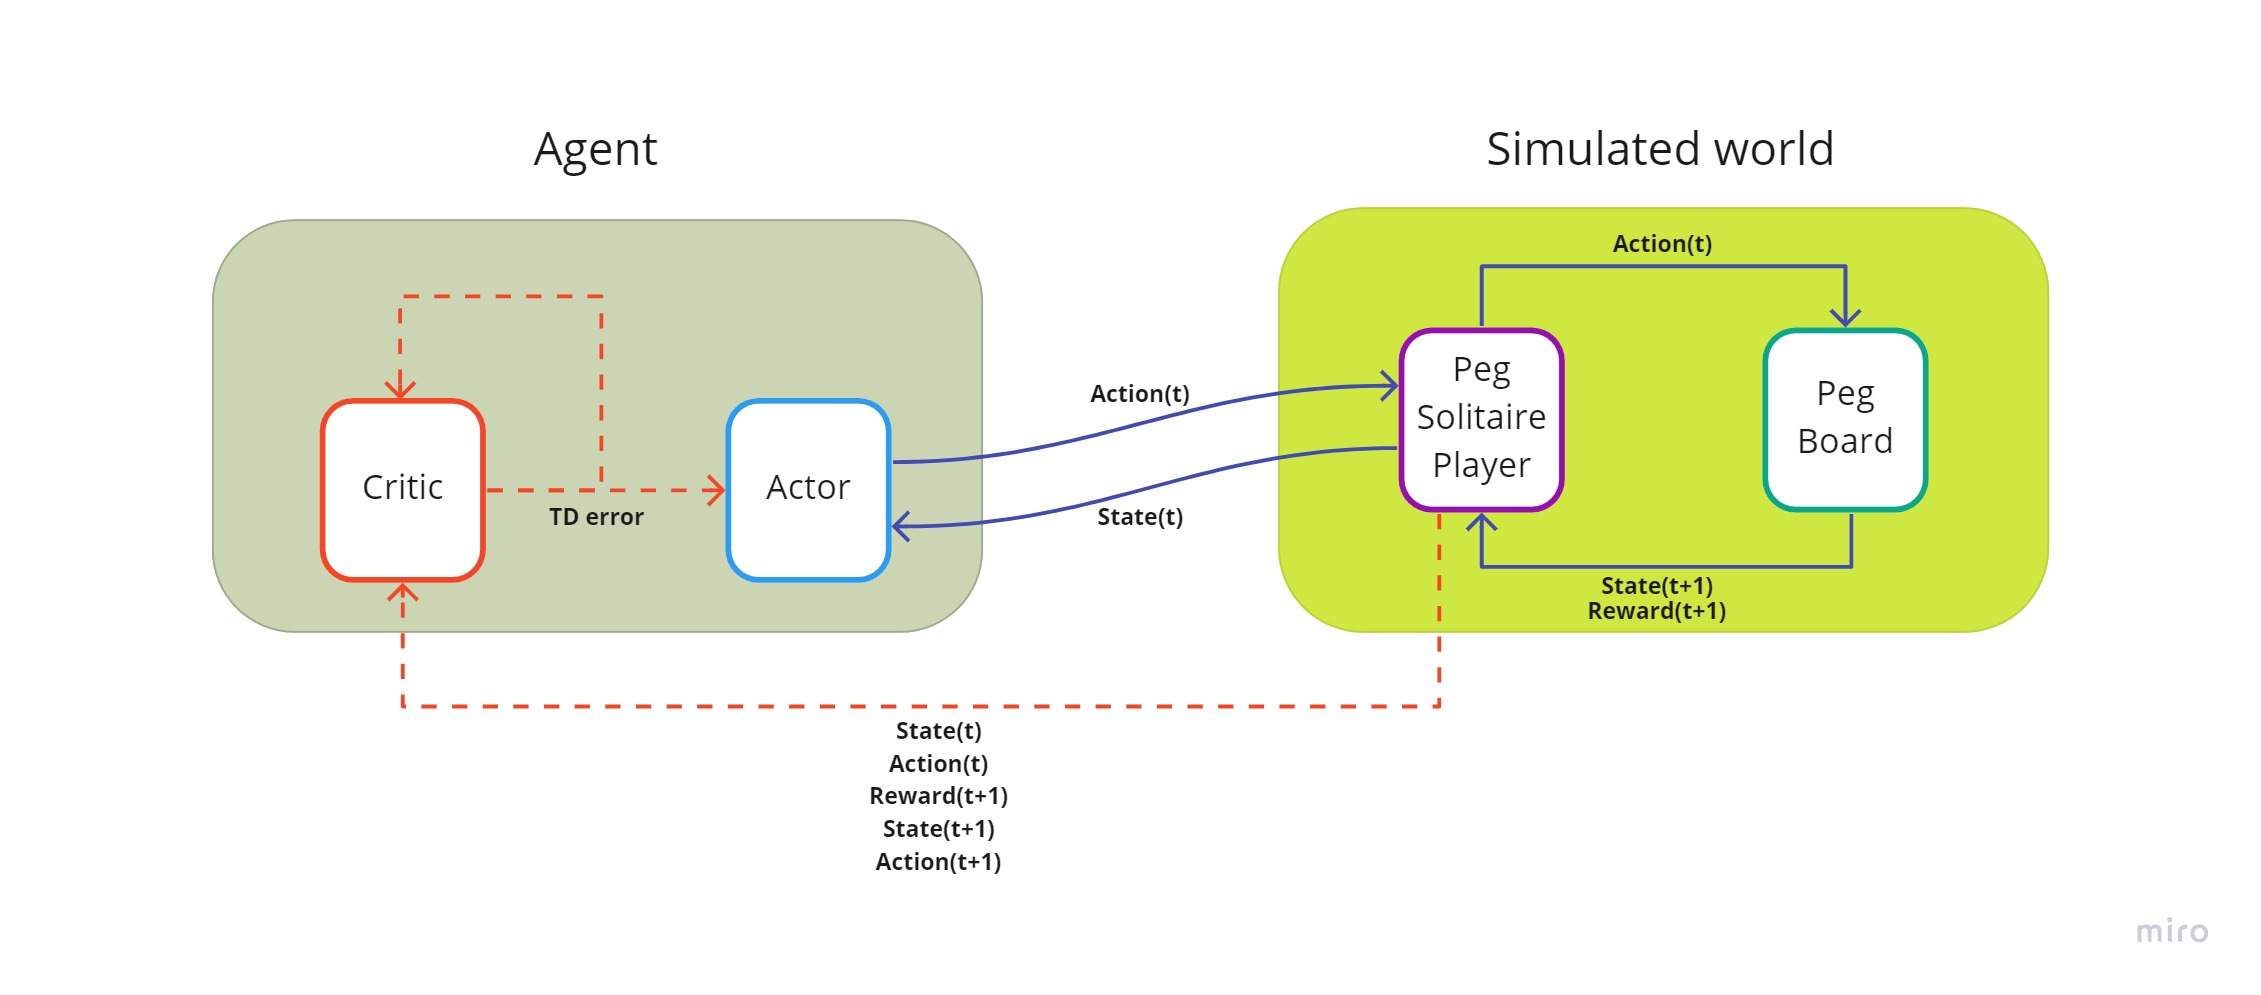 Agent
Simulated world
Action(t)
Peg
Solitaire
Player
Peg
Board
Action(t)
Critic
Actor
TD error
State(t)
State(t+1)
Reward(t+1)
State(t)
Action(t)
Reward(t+1)
State(t+1)
Action(t+1)
miro